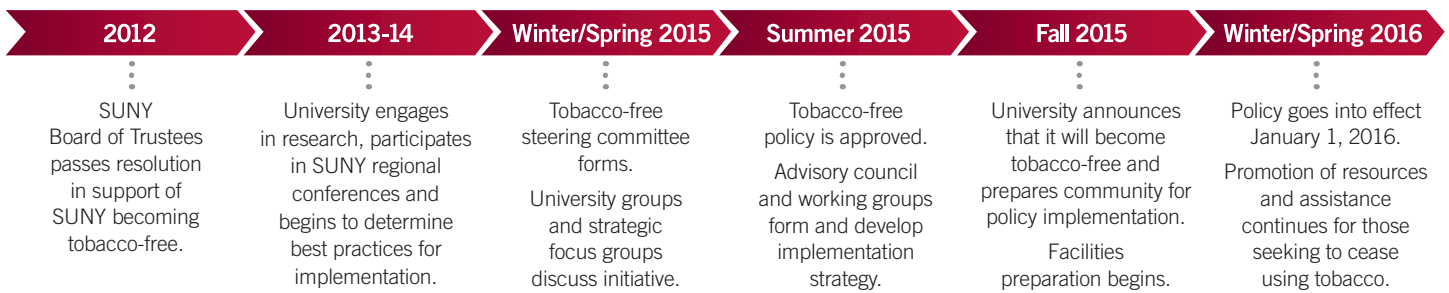 2012
SUNY
Board of Trustees
passes resolution
in support of
SUNY becoming
tobacco-free.
2013-14
University engages
in research, participates
in SUNY regional
conferences and
begins to determine
best practices for
implementation.
Winter/Spring 2015
Tobacco-free
steering committee
forms.
University groups
and strategic
focus groups
discuss initiative.
Summer 2015
Tobacco-free
policy is approved.
Advisory council
and working groups
form and develop
implementation
strategy.
Fall 2015
University announces
that it will become
tobacco-free and
prepares community for
policy implementation.
Facilities
preparation begins.
Winter/Spring 2016
Policy goes into effect
January 1, 2016.
Promotion of resources
and assistance
continues for those
seeking to cease
using tobacco.